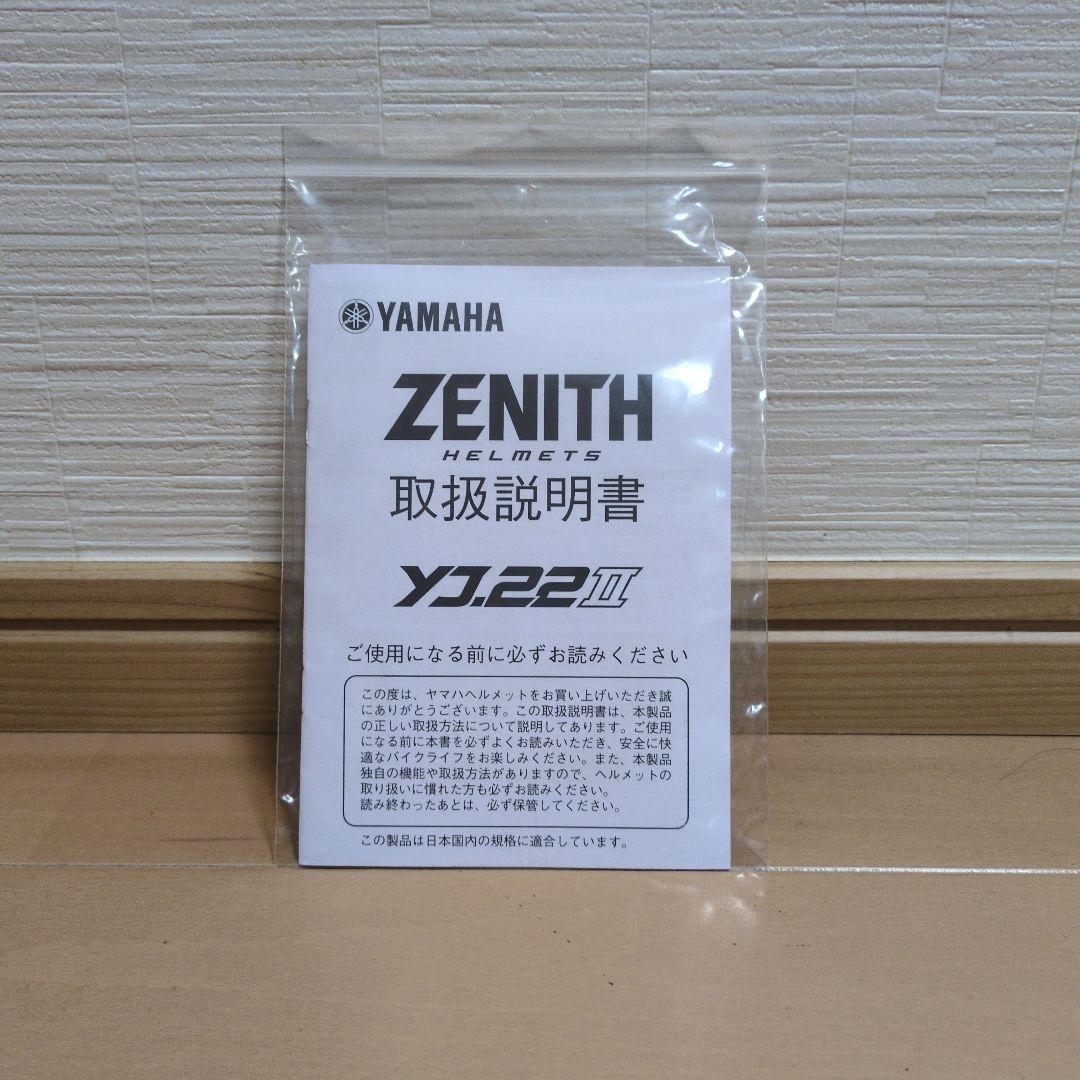 YAMAHA
ZENITH
HELMETS
取扱説明書
YJ.22II
ご使用になる前に必ずお読みください
この度は、ヤマハヘルメットをお買い上げいただき誠
にありがとうございます。この取扱説明書は、本製品
の正しい取扱方法について説明してあります。ご使用
になる前に本書を必ずよくお読みいただき、安全に快
適なバイクライフをお楽しみください。また、本製品
独自の機能や取扱方法がありますので、ヘルメットの
取り扱いに慣れた方も必ずお読みください。
読み終わったあとは、必ず保管してください。
この製品は日本国内の規格に適合しています。